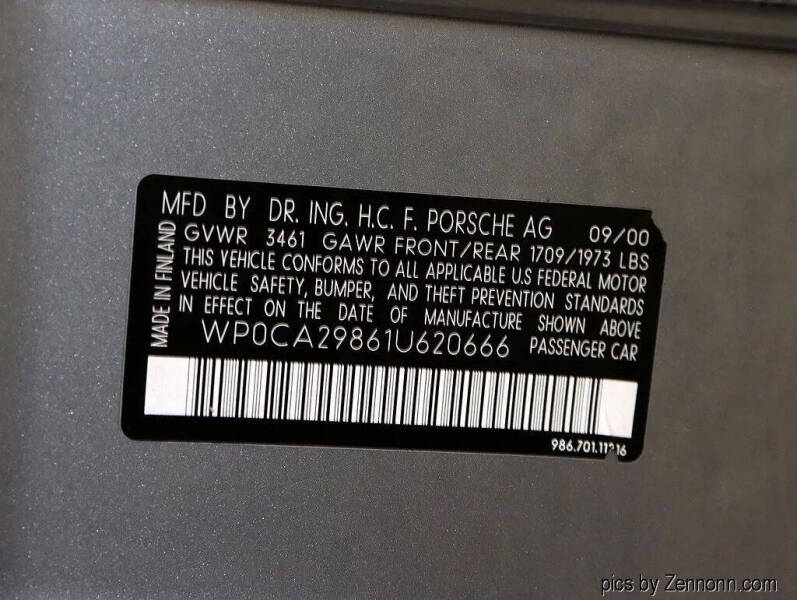 MFD BY DR. ING. H.C. F. PORSCHE AG 09/00
GVWR 3461 GAWR FRONT/REAR 1709/1973 LBS
THIS VEHICLE CONFORMS TO ALL APPLICABLE U.S FEDERAL MOTOR
VEHICLE SAFETY, BUMPER, AND THEFT PREVENTION STANDARDS
IN EFFECT ON THE DATE OF MANUFACTURE SHOWN ABOVE
WP0CA29861U620666 PASSENGER CAR
MADE IN FINLAND
pics by Zennonn.com